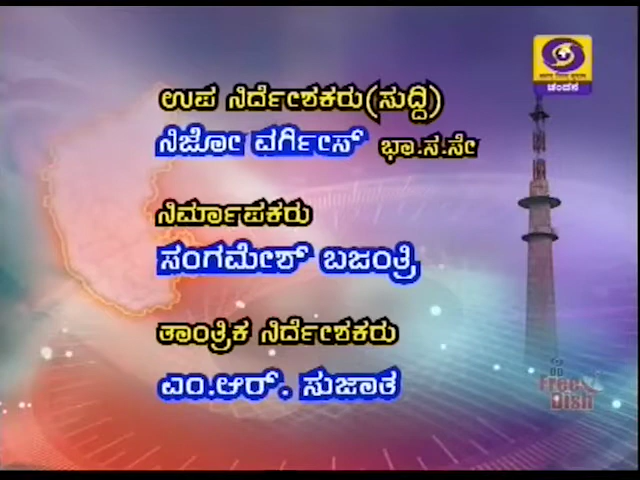 ಚಂದನ
ಉಪ ನಿರ್ದೇಶಕರು(ಸುದ್ದಿ)
ನಿಜೋ ವರ್ಗೀಸ್ ಭಾ.ಸ.ಸೇ
ನಿರ್ಮಾಪಕರು
ಸಂಗಮೇಶ್ ಬಜಂತ್ರಿ
ತಾಂತ್ರಿಕ ನಿರ್ದೇಶಕರು
ಎಂ.ಆರ್. ಸುಜಾತ
DD
Free
Dish